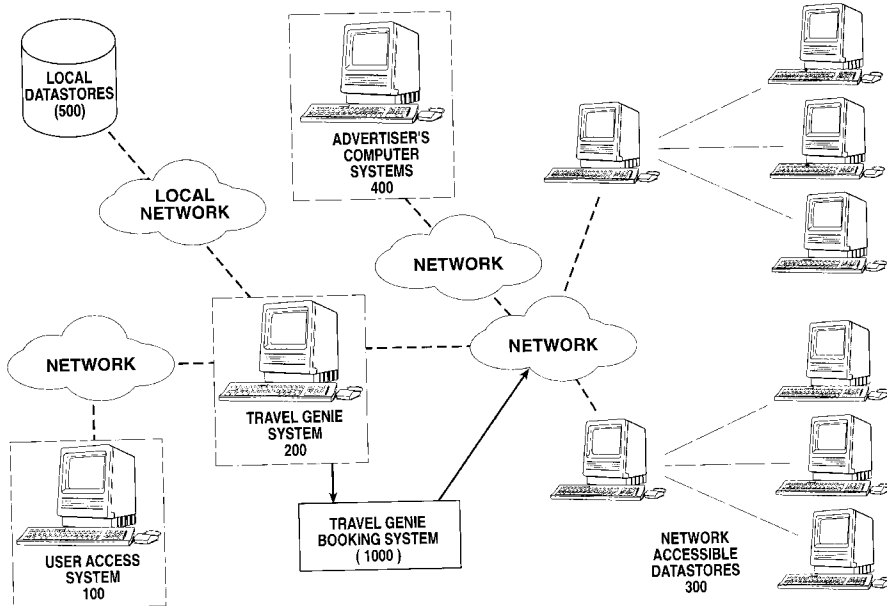 LOCAL
DATASTORES
(500)
ADVERTISER'S
COMPUTER
SYSTEMS
400
LOCAL
NETWORK
NETWORK
NETWORK
NETWORK
TRAVEL GENIE
SYSTEM
200
TRAVEL GENIE
BOOKING SYSTEM
( 1000 )
USER ACCESS
SYSTEM
100
NETWORK
ACCESSIBLE
DATASTORES
300